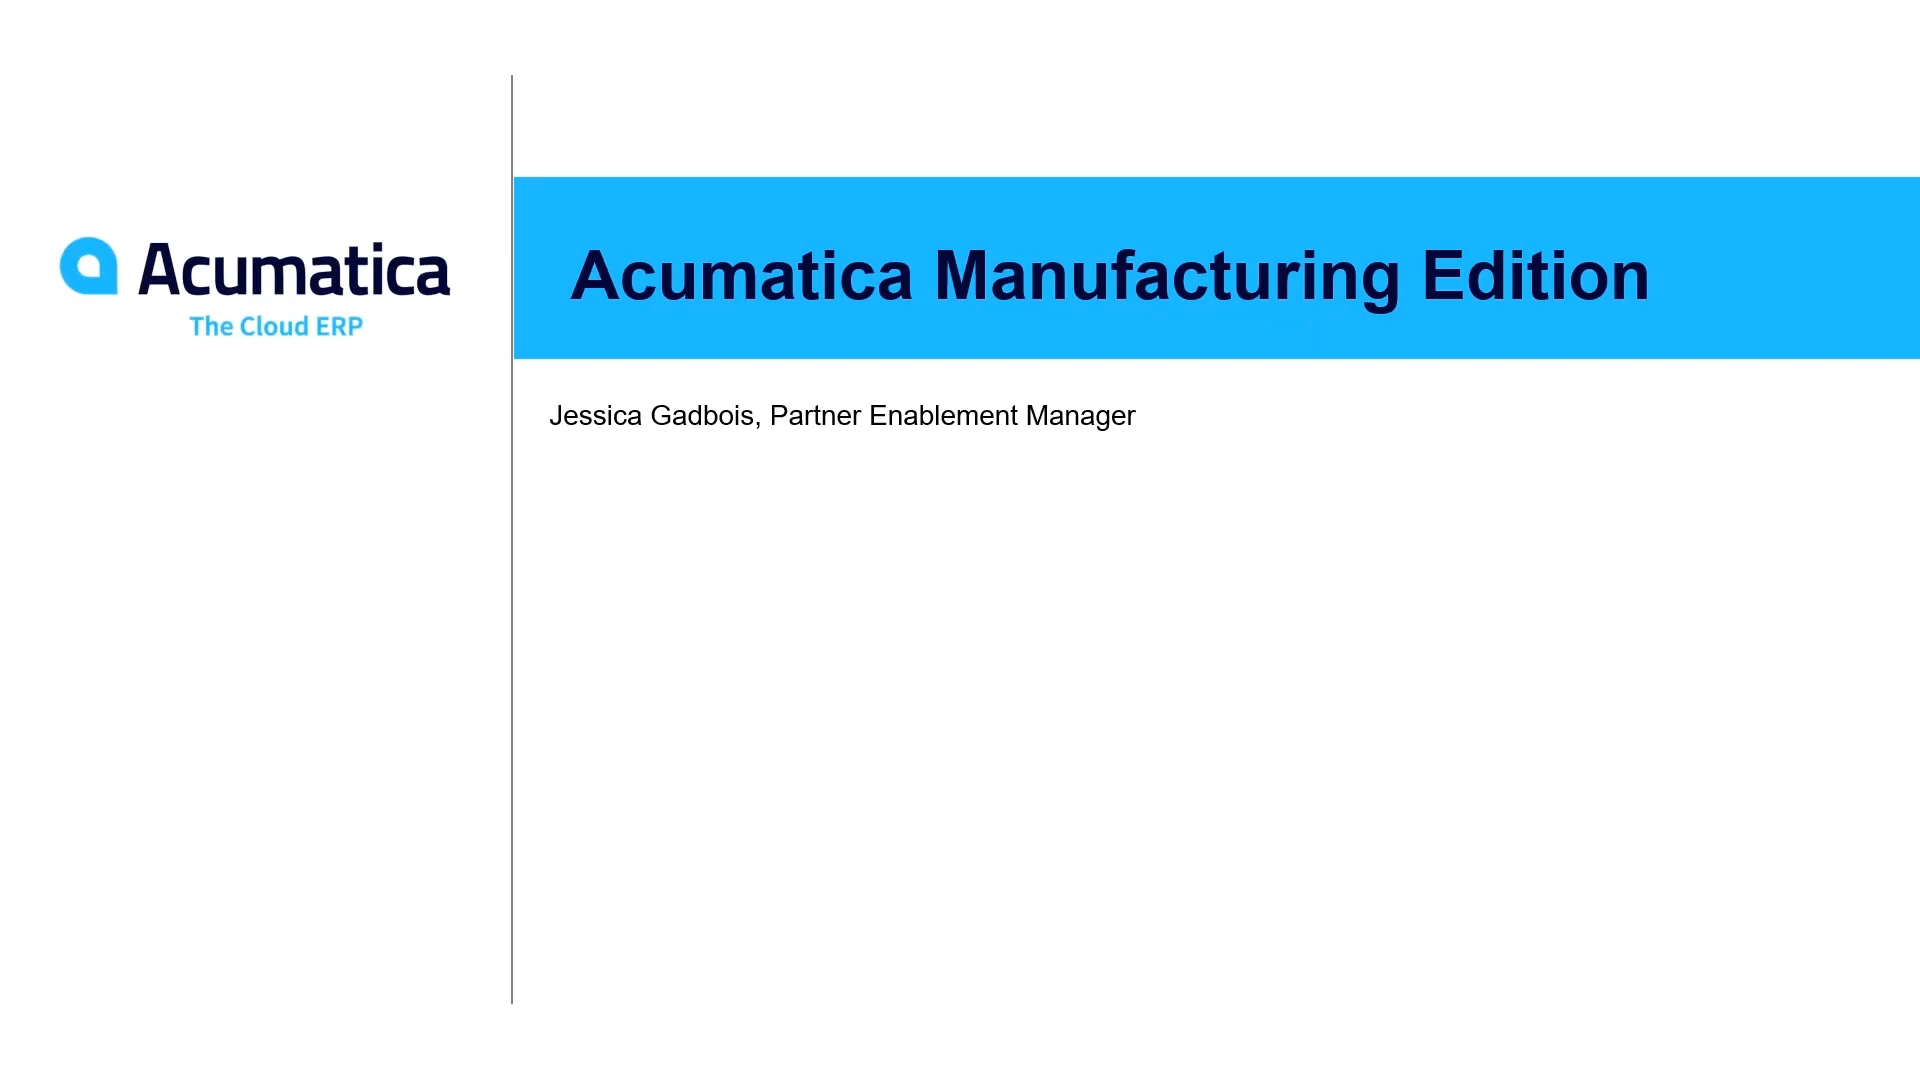 Acumatica
The Cloud ERP
Acumatica Manufacturing Edition
Jessica Gadbois, Partner Enablement Manager